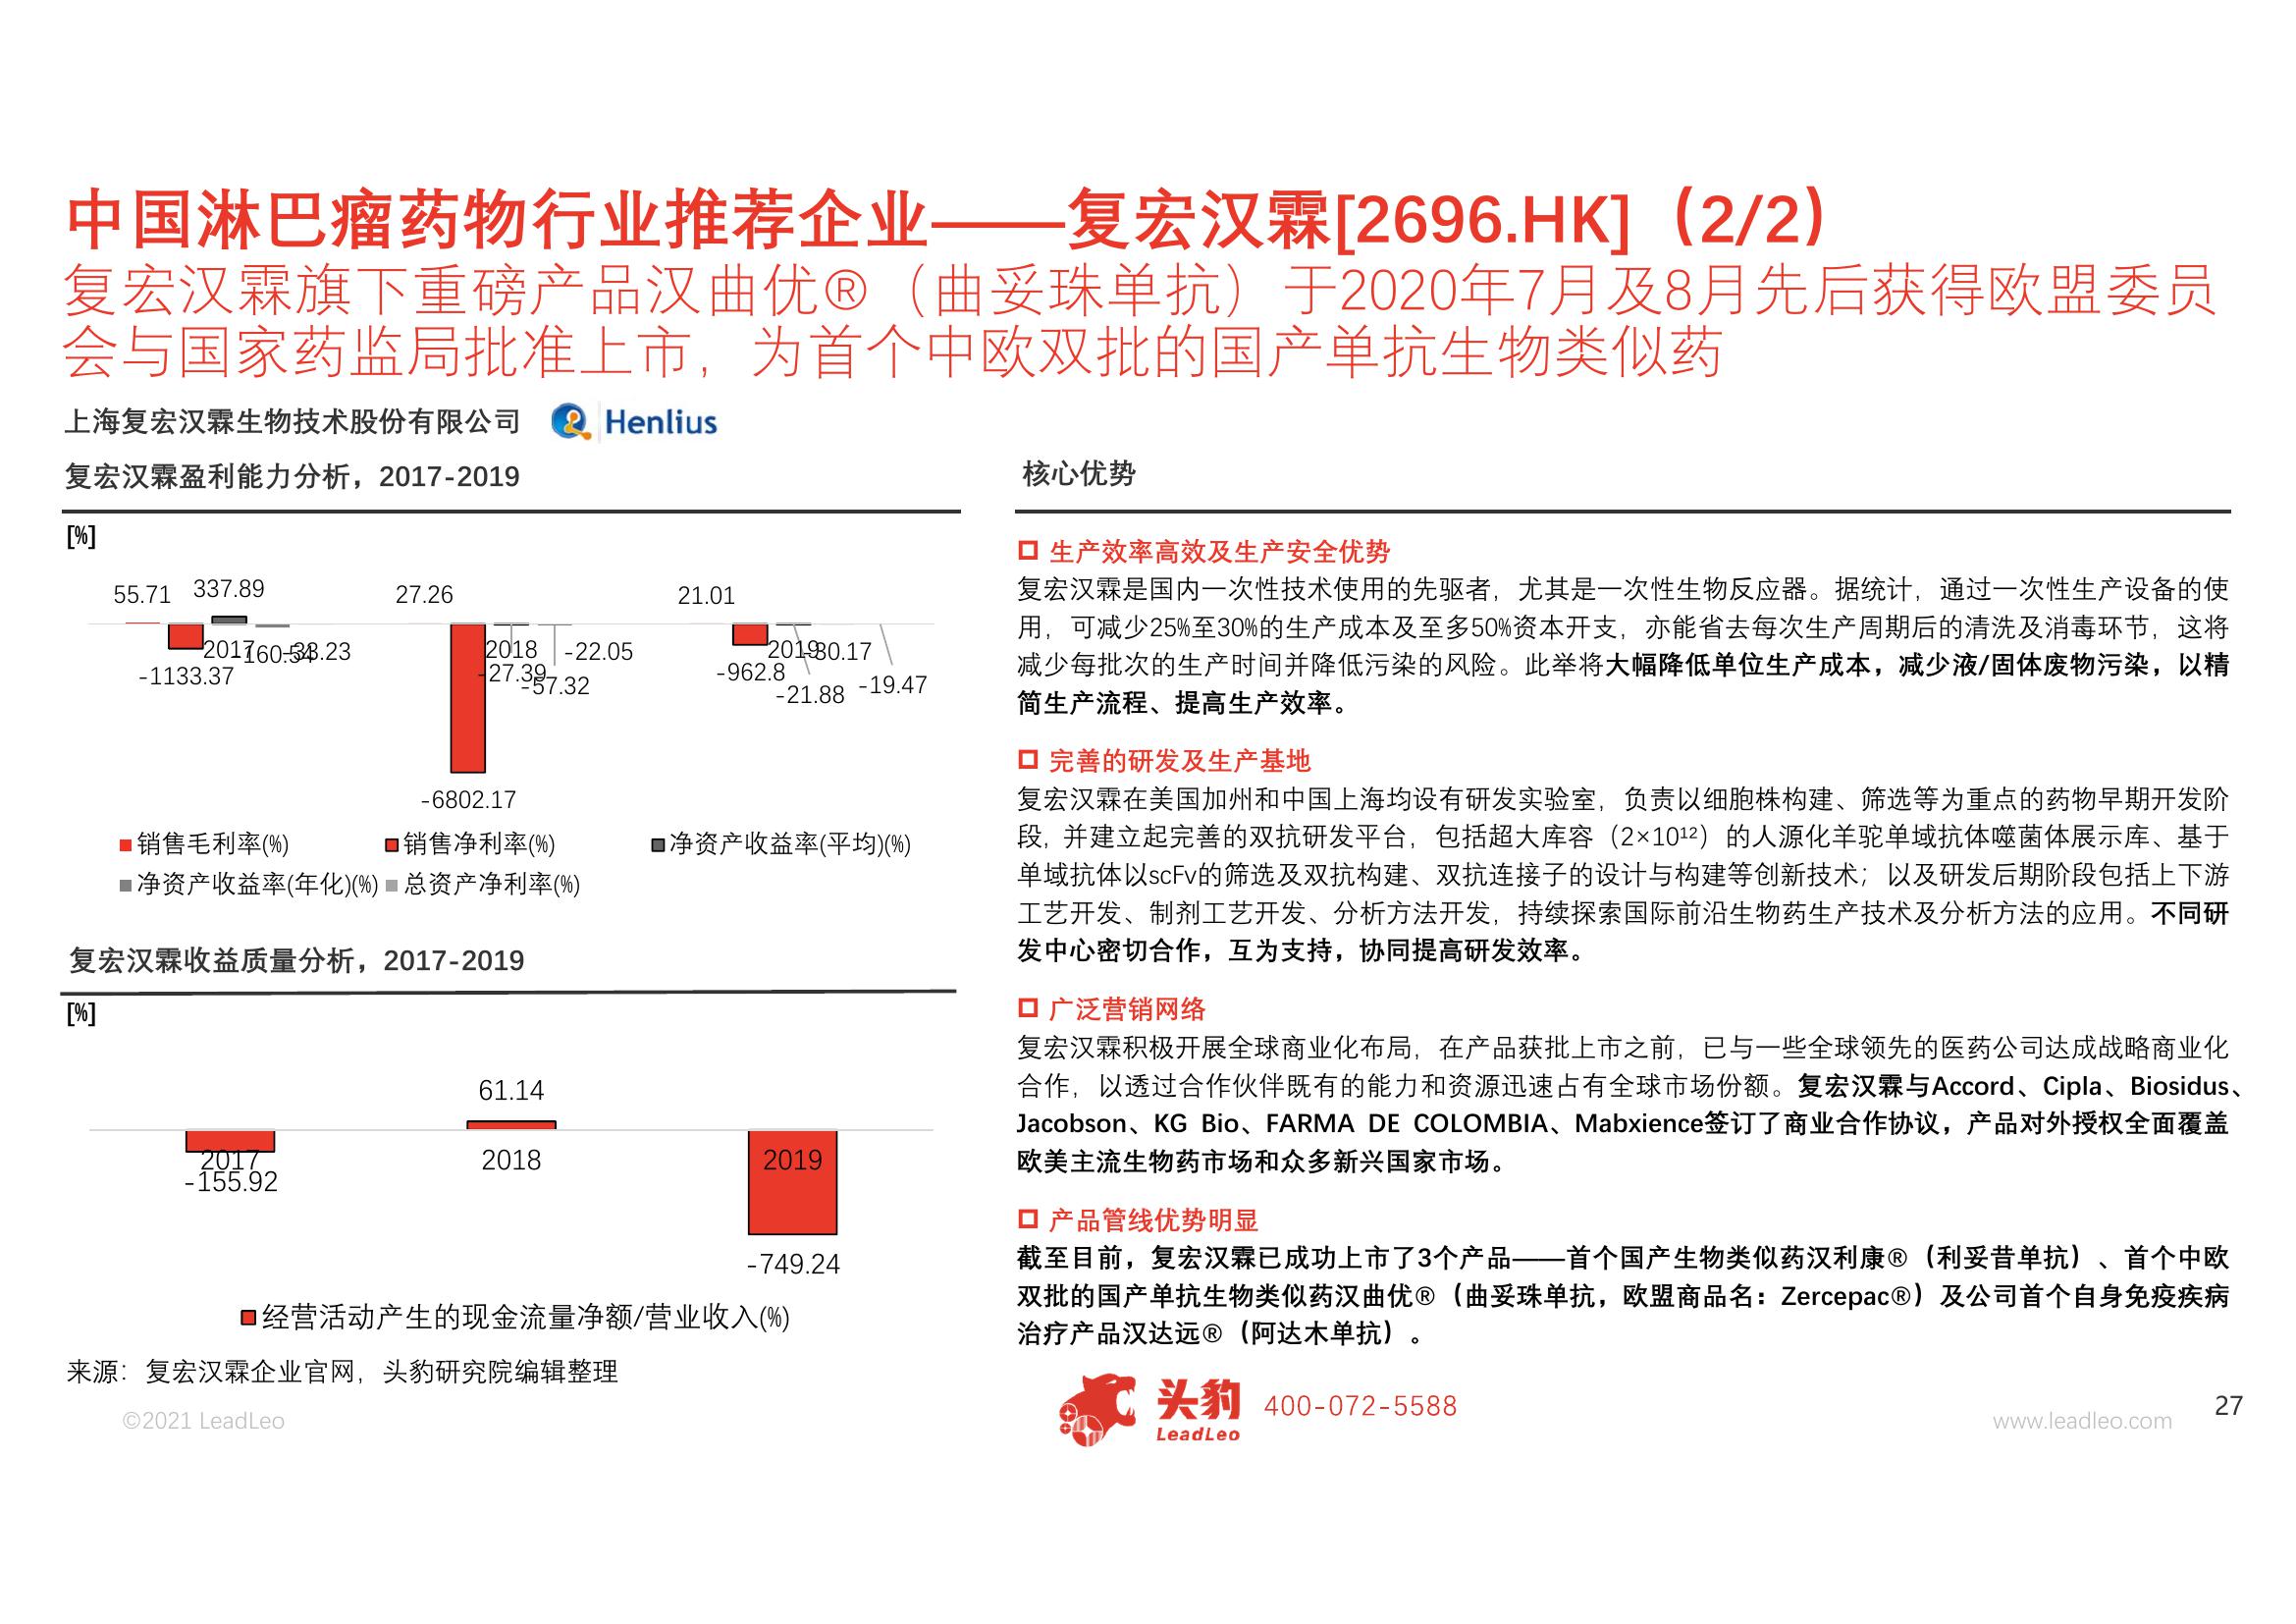 中国淋巴瘤药物行业推荐企业——复宏汉霖[2696.HK]（2/2）
复宏汉霖旗下重磅产品汉曲优®（曲妥珠单抗）于2020年7月及8月先后获得欧盟委员
会与国家药监局批准上市，为首个中欧双批的国产单抗生物类似药
上海复宏汉霖生物技术股份有限公司
Henlius
复宏汉霖盈利能力分析，2017-2019
[%]
55.71
337.89
27.26
21.01
2017
-160.54
-33.23
2018
-22.05
2019
-30.17
-1133.37
-27.39
-57.32
-962.8
-21.88
-19.47
-6802.17
销售毛利率(%)
销售净利率(%)
净资产收益率(平均)(%)
净资产收益率(年化)(%)
总资产净利率(%)
复宏汉霖收益质量分析，2017-2019
[%]
61.14
2017
2018
2019
-155.92
-749.24
经营活动产生的现金流量净额/营业收入(%)
来源：复宏汉霖企业官网，头豹研究院编辑整理
核心优势
生产效率高效及生产安全优势
复宏汉霖是国内一次性技术使用的先驱者，尤其是一次性生物反应器。据统计，通过一次性生产设备的使
用，可减少25%至30%的生产成本及至多50%资本开支，亦能省去每次生产周期后的清洗及消毒环节，这将
减少每批次的生产时间并降低污染的风险。此举将大幅降低单位生产成本，减少液/固体废物污染，以精
简生产流程、提高生产效率。
完善的研发及生产基地
复宏汉霖在美国加州和中国上海均设有研发实验室，负责以细胞株构建、筛选等为重点的药物早期开发阶
段，并建立起完善的双抗研发平台，包括超大库容（2×10¹²）的人源化羊驼单域抗体噬菌体展示库、基于
单域抗体以scFv的筛选及双抗构建、双抗连接子的设计与构建等创新技术；以及研发后期阶段包括上下游
工艺开发、制剂工艺开发、分析方法开发，持续探索国际前沿生物药生产技术及分析方法的应用。不同研
发中心密切合作，互为支持，协同提高研发效率。
广泛营销网络
复宏汉霖积极开展全球商业化布局，在产品获批上市之前，已与一些全球领先的医药公司达成战略商业化
合作，以透过合作伙伴既有的能力和资源迅速占有全球市场份额。复宏汉霖与Accord、Cipla、Biosidus、
Jacobson、KG Bio、FARMA DE COLOMBIA、Mabxience签订了商业合作协议，产品对外授权全面覆盖
欧美主流生物药市场和众多新兴国家市场。
产品管线优势明显
截至目前，复宏汉霖已成功上市了3个产品——首个国产生物类似药汉利康®（利妥昔单抗）、首个中欧
双批的国产单抗生物类似药汉曲优®（曲妥珠单抗，欧盟商品名：Zercepac®）及公司首个自身免疫疾病
治疗产品汉达远®（阿达木单抗）。
©2021 LeadLeo
头豹
LeadLeo
400-072-5588
www.leadleo.com
27